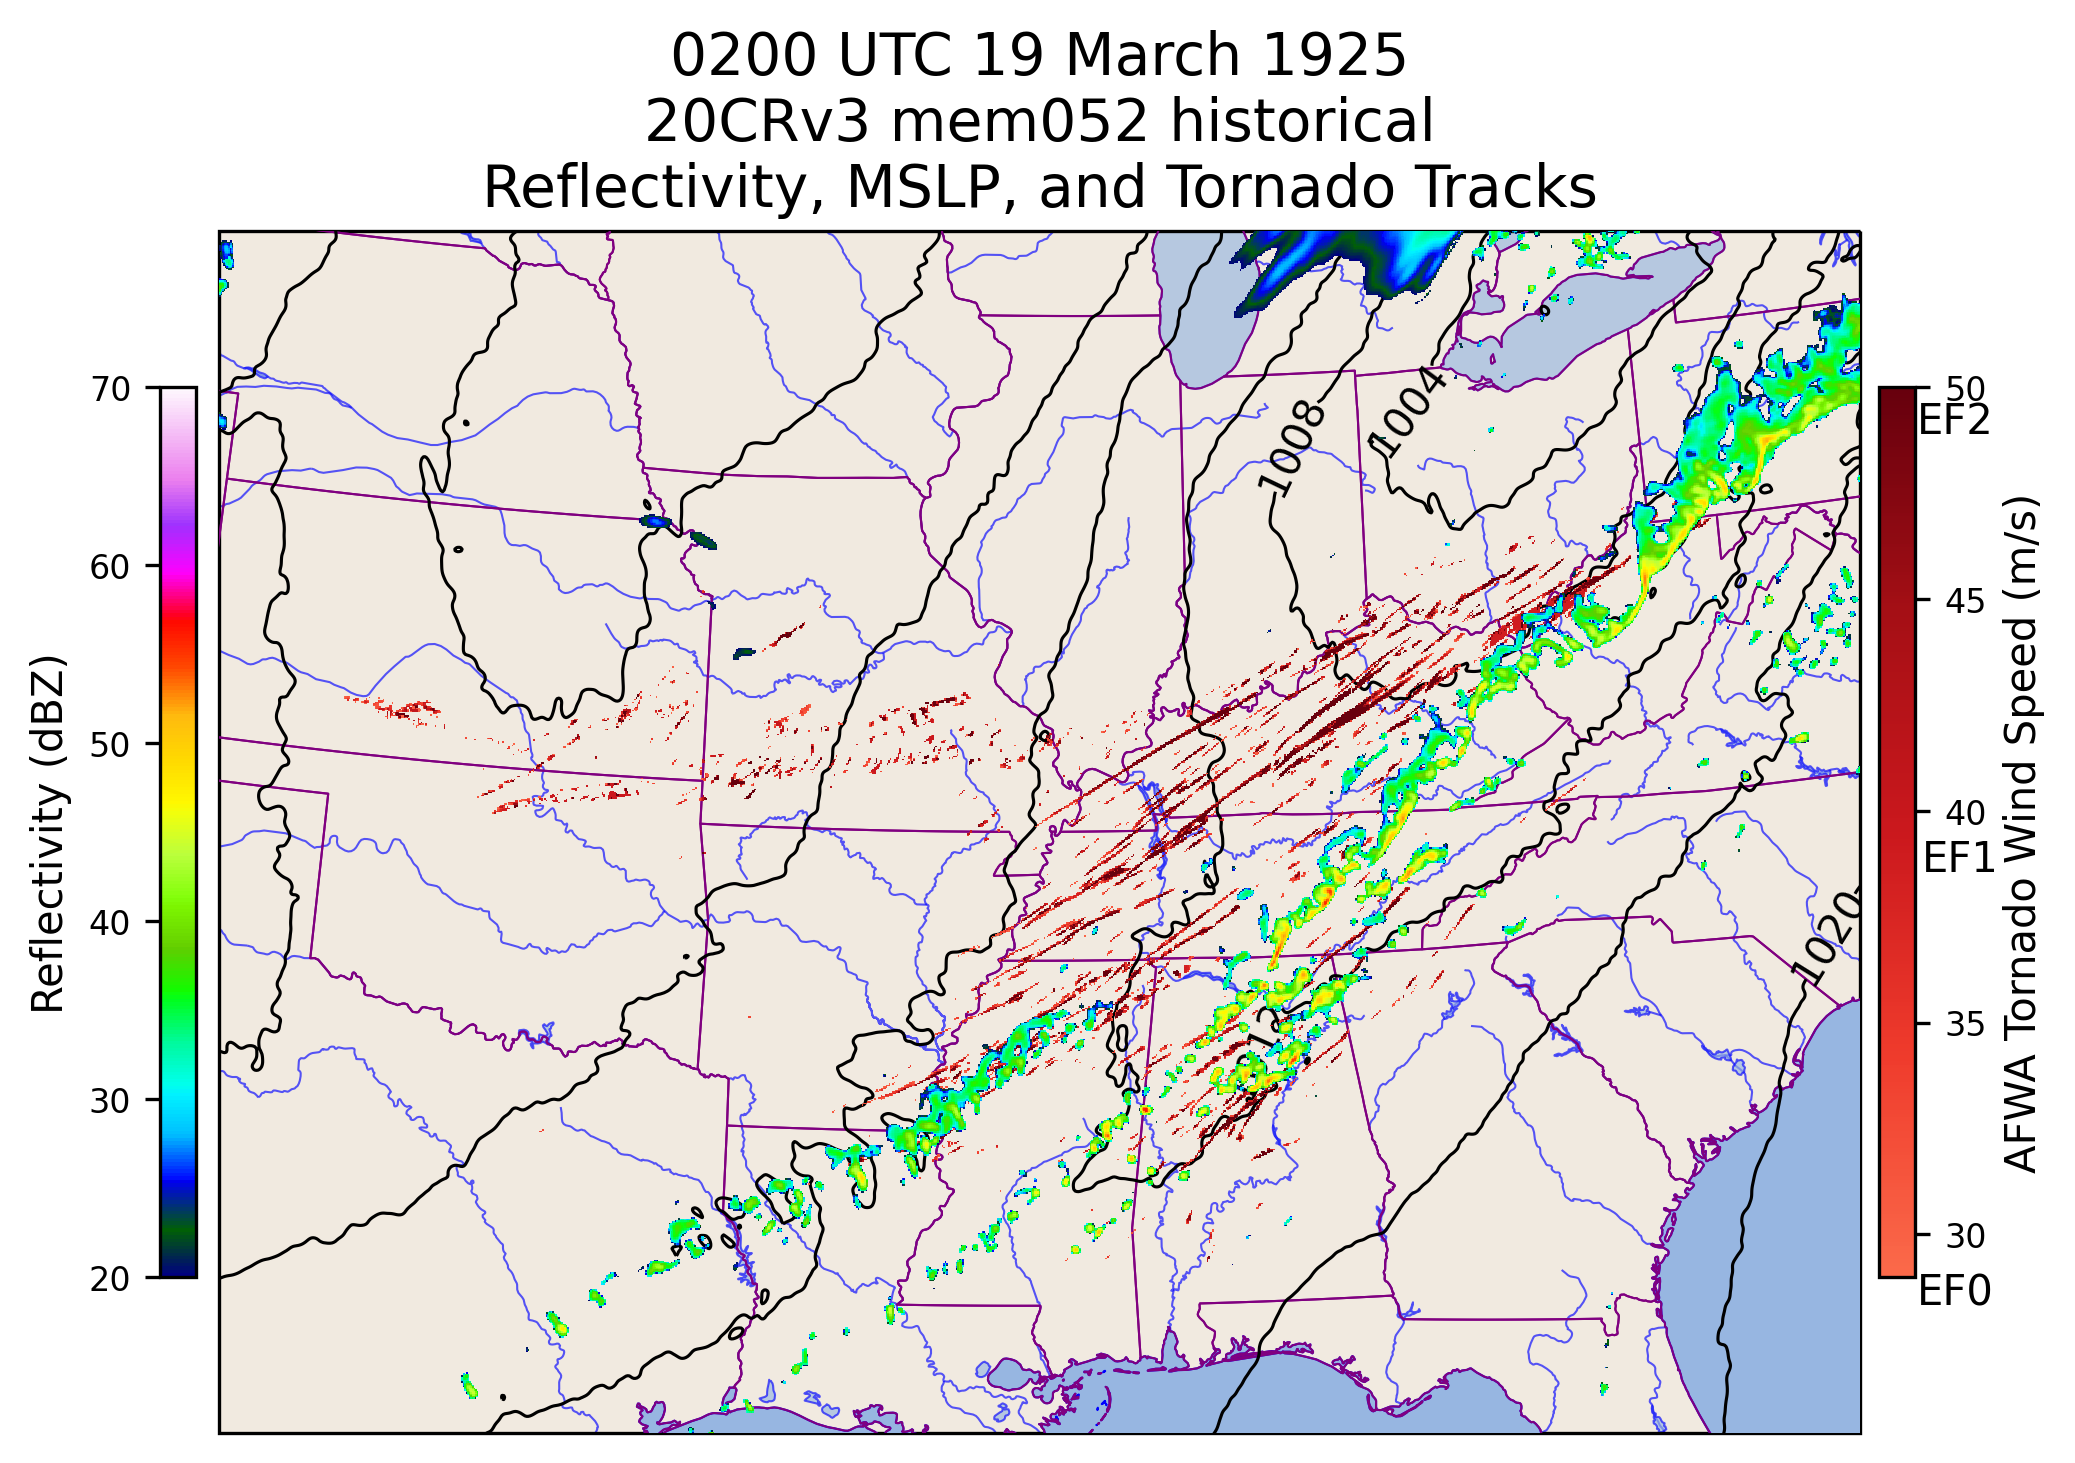 0200 UTC 19 March 1925
20CRv3 mem052 historical
Reflectivity, MSLP, and Tornado Tracks
70
60
50
40
30
20
Reflectivity (dBZ)
1008
1004
1020
50
EF2
45
40
EF1
35
30
EF0
AFWA Tornado Wind Speed (m/s)